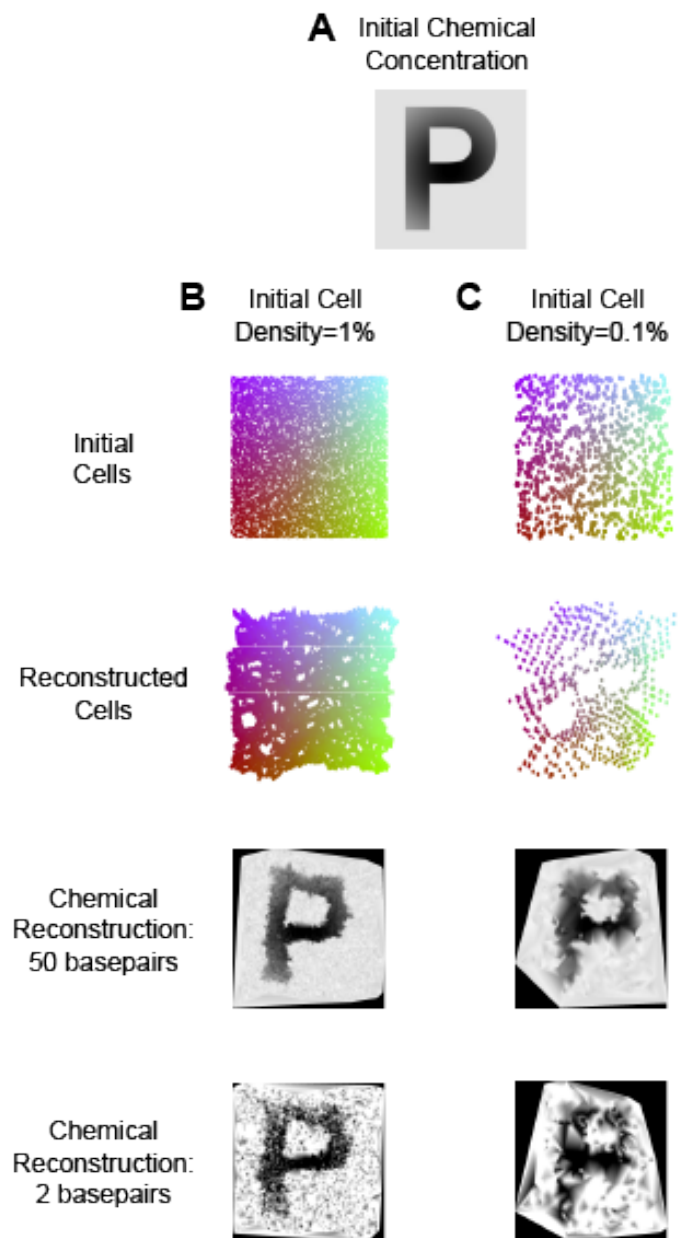 A Initial Chemical
Concentration
P
B Initial Cell
Density=1%
C Initial Cell
Density=0.1%
Initial
Cells
Reconstructed
Cells
Chemical
Reconstruction:
50 basepairs
P
P
Chemical
Reconstruction:
2 basepairs
P
P